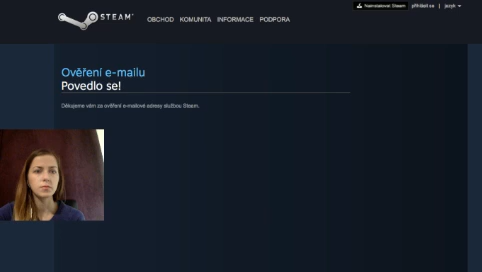 Nainstalovat Steam přihlásit se | jazyk
STEAM
OBCHOD KOMUNITA INFORMACE PODPORA
Ověření e-mailu
Povedlo se!
Děkujeme vám za ověření e-mailové adresy službou Steam.